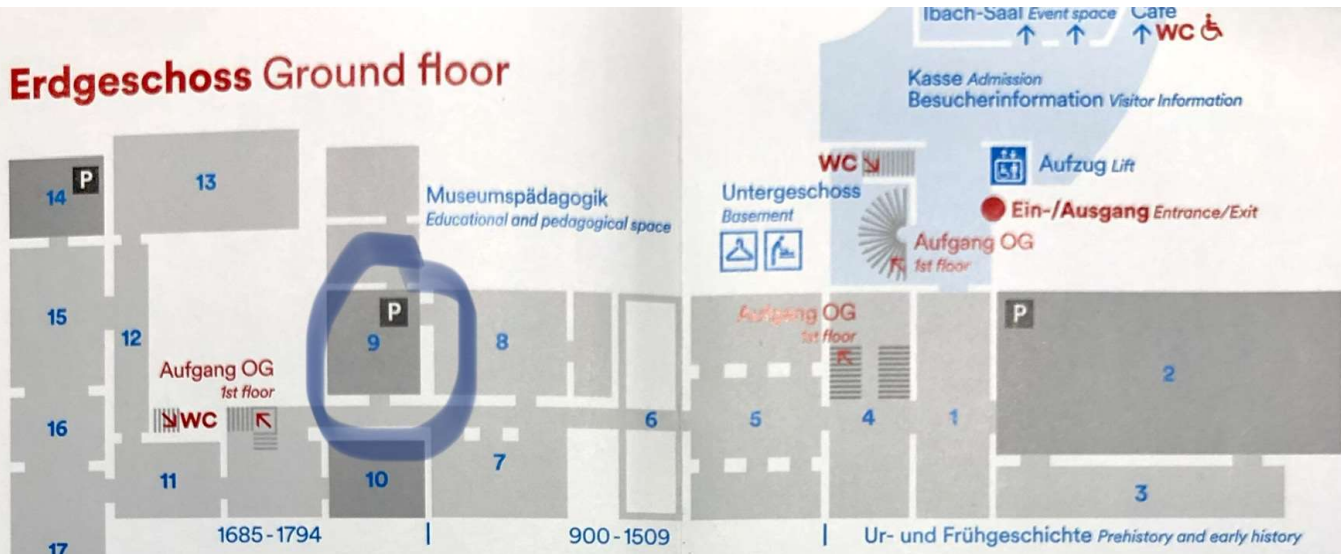 Ibach-Saal Event space Café
WC
Erdgeschoss Ground floor
Kasse Admission
Besucherinformation Visitor Information
14 P
13
WC
Aufzug Lift
Museumspädagogik
Educational and pedagogical space
Untergeschoss
Basement
Ein-/Ausgang Entrance/Exit
Aufgang OG
1st floor
15
12
P
9
8
Aufgang OG
1st floor
P
2
Aufgang OG
1st floor
WC
16
6
5
4
1
11
10
7
3
17
1685-1794
900-1509
Ur- und Frühgeschichte Prehistory and early history